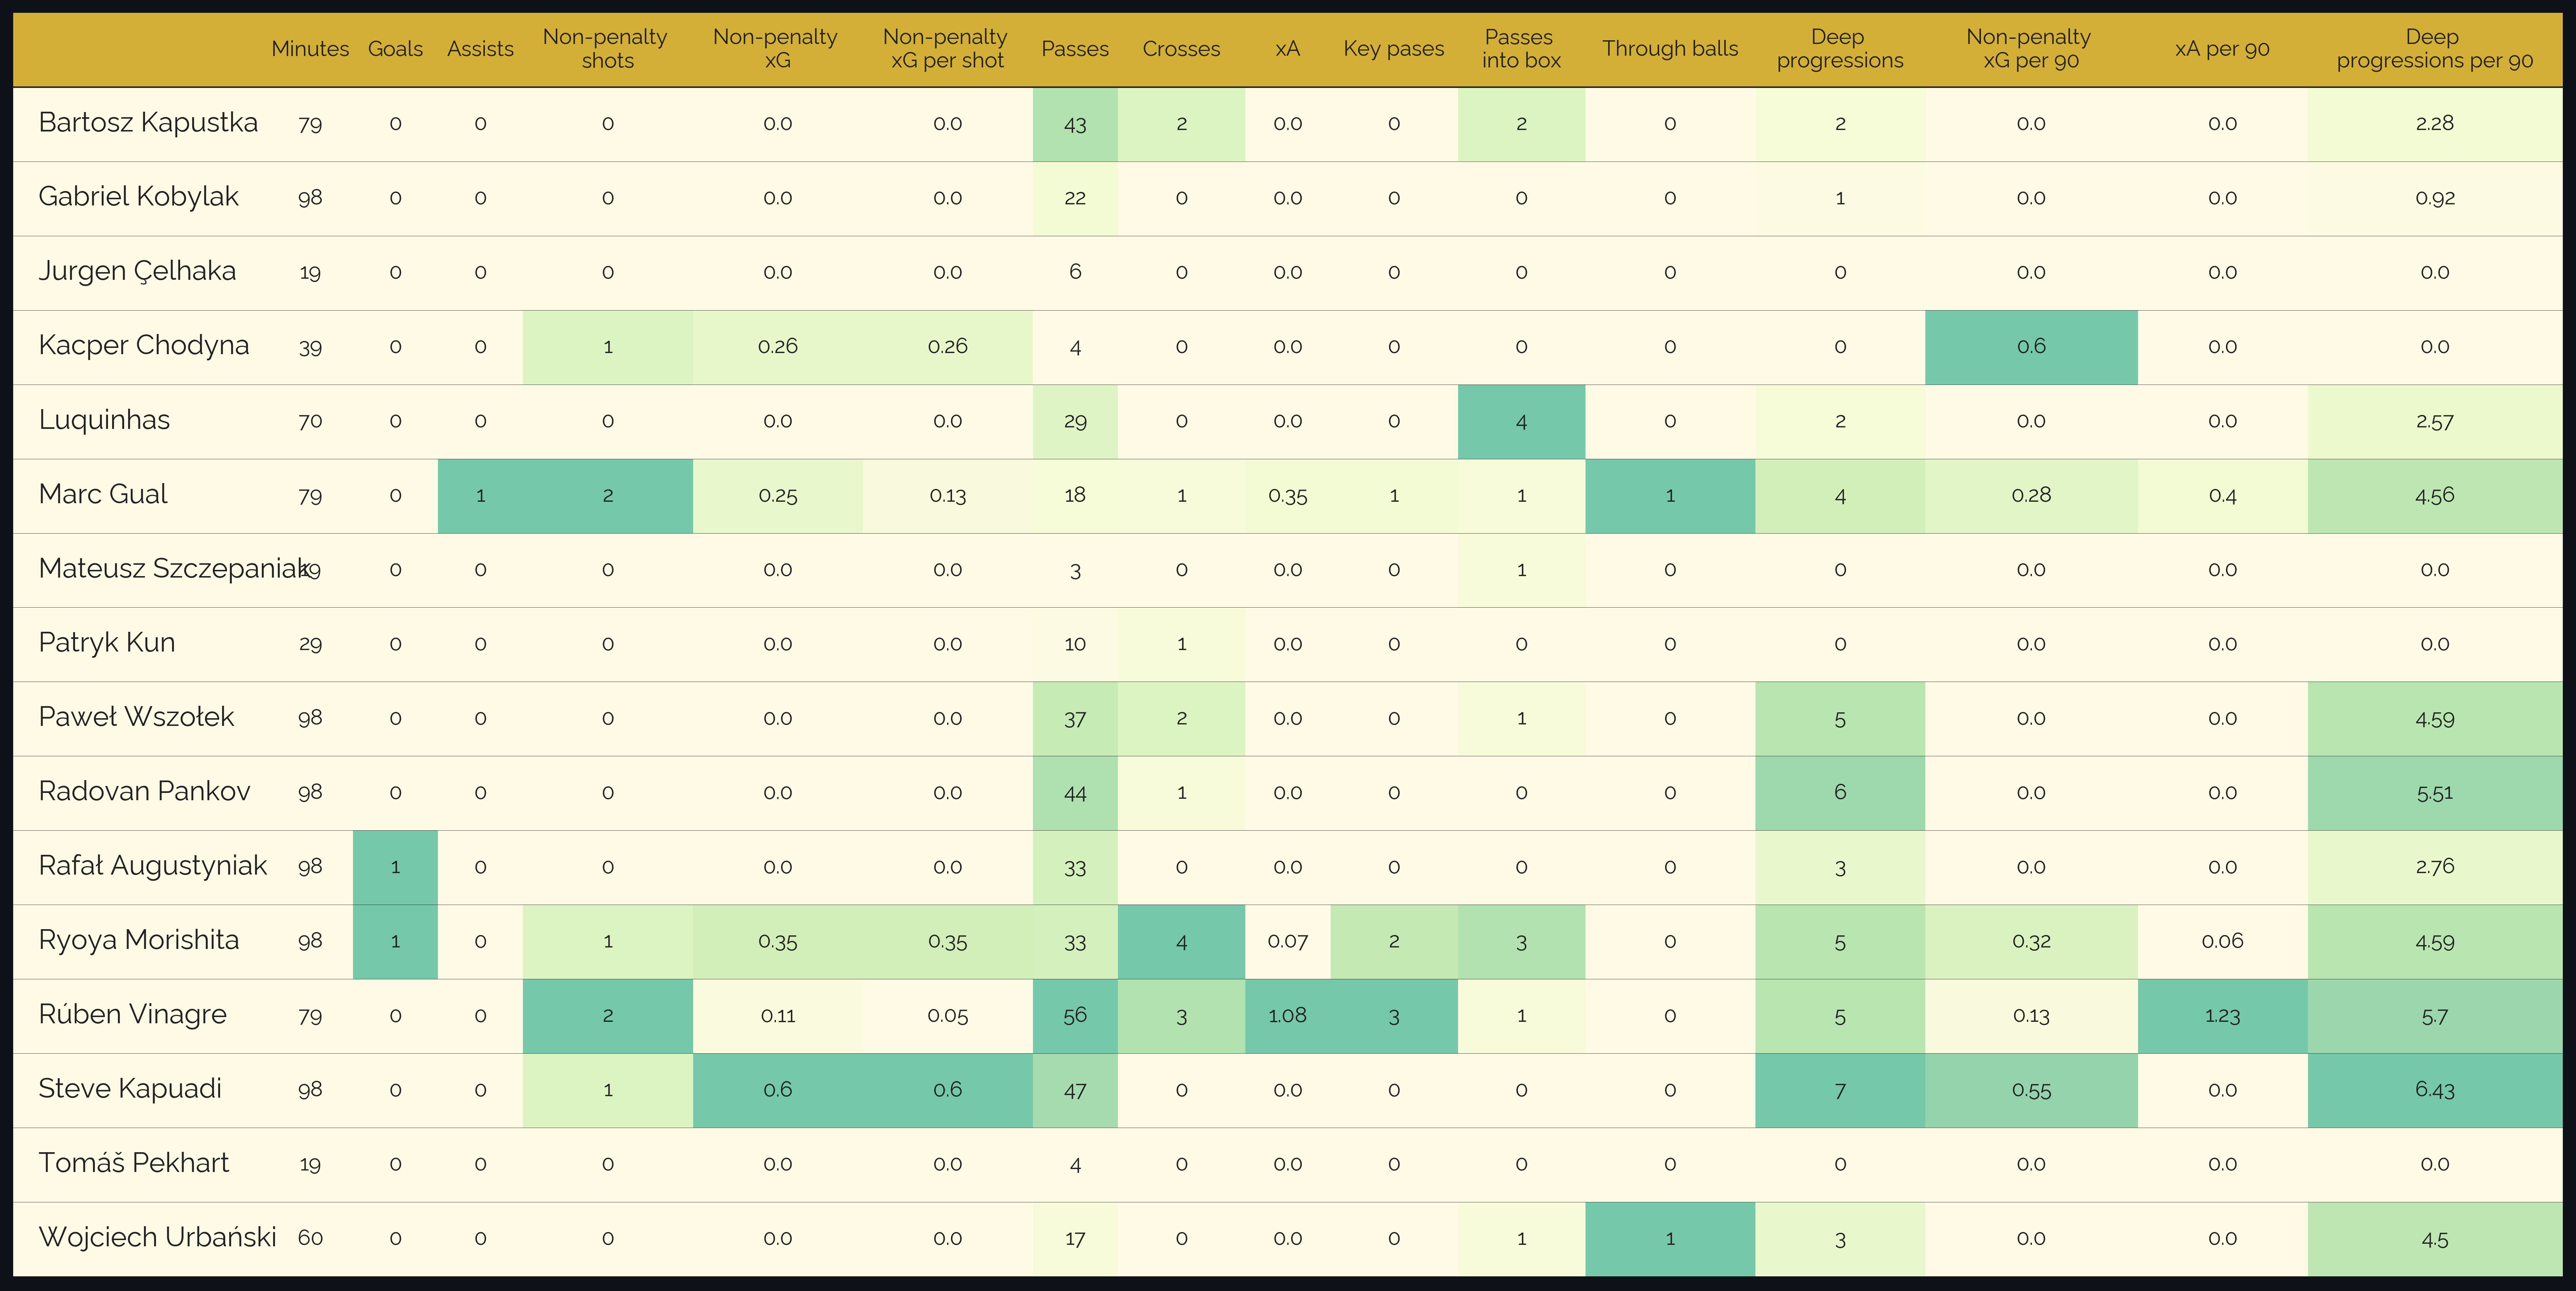 Minutes Goals Assists Non-penalty shots Non-penalty xG Non-penalty xG per shot Passes Crosses xA Key pases Passes into box Through balls Deep progressions Non-penalty xG per 90 xA per 90 Deep progressions per 90
Bartosz Kapustka 79 0 0 0 0.0 0.0 43 2 0.0 0 2 0 2 0.0 0.0 2.28
Gabriel Kobylak 98 0 0 0 0.0 0.0 22 0 0.0 0 0 0 1 0.0 0.0 0.92
Jurgen Çelhaka 19 0 0 0 0.0 0.0 6 0 0.0 0 0 0 0 0.0 0.0 0.0
Kacper Chodyna 39 0 0 1 0.26 0.26 4 0 0.0 0 0 0 0 0.6 0.0 0.0
Luquinhas 70 0 0 0 0.0 0.0 29 0 0.0 0 4 0 2 0.0 0.0 2.57
Marc Gual 79 0 1 2 0.25 0.13 18 1 0.35 1 1 1 4 0.28 0.4 4.56
Mateusz Szczepaniak 19 0 0 0 0.0 0.0 3 0 0.0 0 1 0 0 0.0 0.0 0.0
Patryk Kun 29 0 0 0 0.0 0.0 10 1 0.0 0 0 0 0 0.0 0.0 0.0
Paweł Wszołek 98 0 0 0 0.0 0.0 37 2 0.0 0 1 0 5 0.0 0.0 4.59
Radovan Pankov 98 0 0 0 0.0 0.0 44 1 0.0 0 0 0 6 0.0 0.0 5.51
Rafał Augustyniak 98 1 0 0 0.0 0.0 33 0 0.0 0 0 0 3 0.0 0.0 2.76
Ryoya Morishita 98 1 0 1 0.35 0.35 33 4 0.07 2 3 0 5 0.32 0.06 4.59
Rúben Vinagre 79 0 0 2 0.11 0.05 56 3 1.08 3 1 0 5 0.13 1.23 5.7
Steve Kapuadi 98 0 0 1 0.6 0.6 47 0 0.0 0 0 0 7 0.55 0.0 6.43
Tomáš Pekhart 19 0 0 0 0.0 0.0 4 0 0.0 0 0 0 0 0.0 0.0 0.0
Wojciech Urbański 60 0 0 0 0.0 0.0 17 0 0.0 0 1 1 3 0.0 0.0 4.5